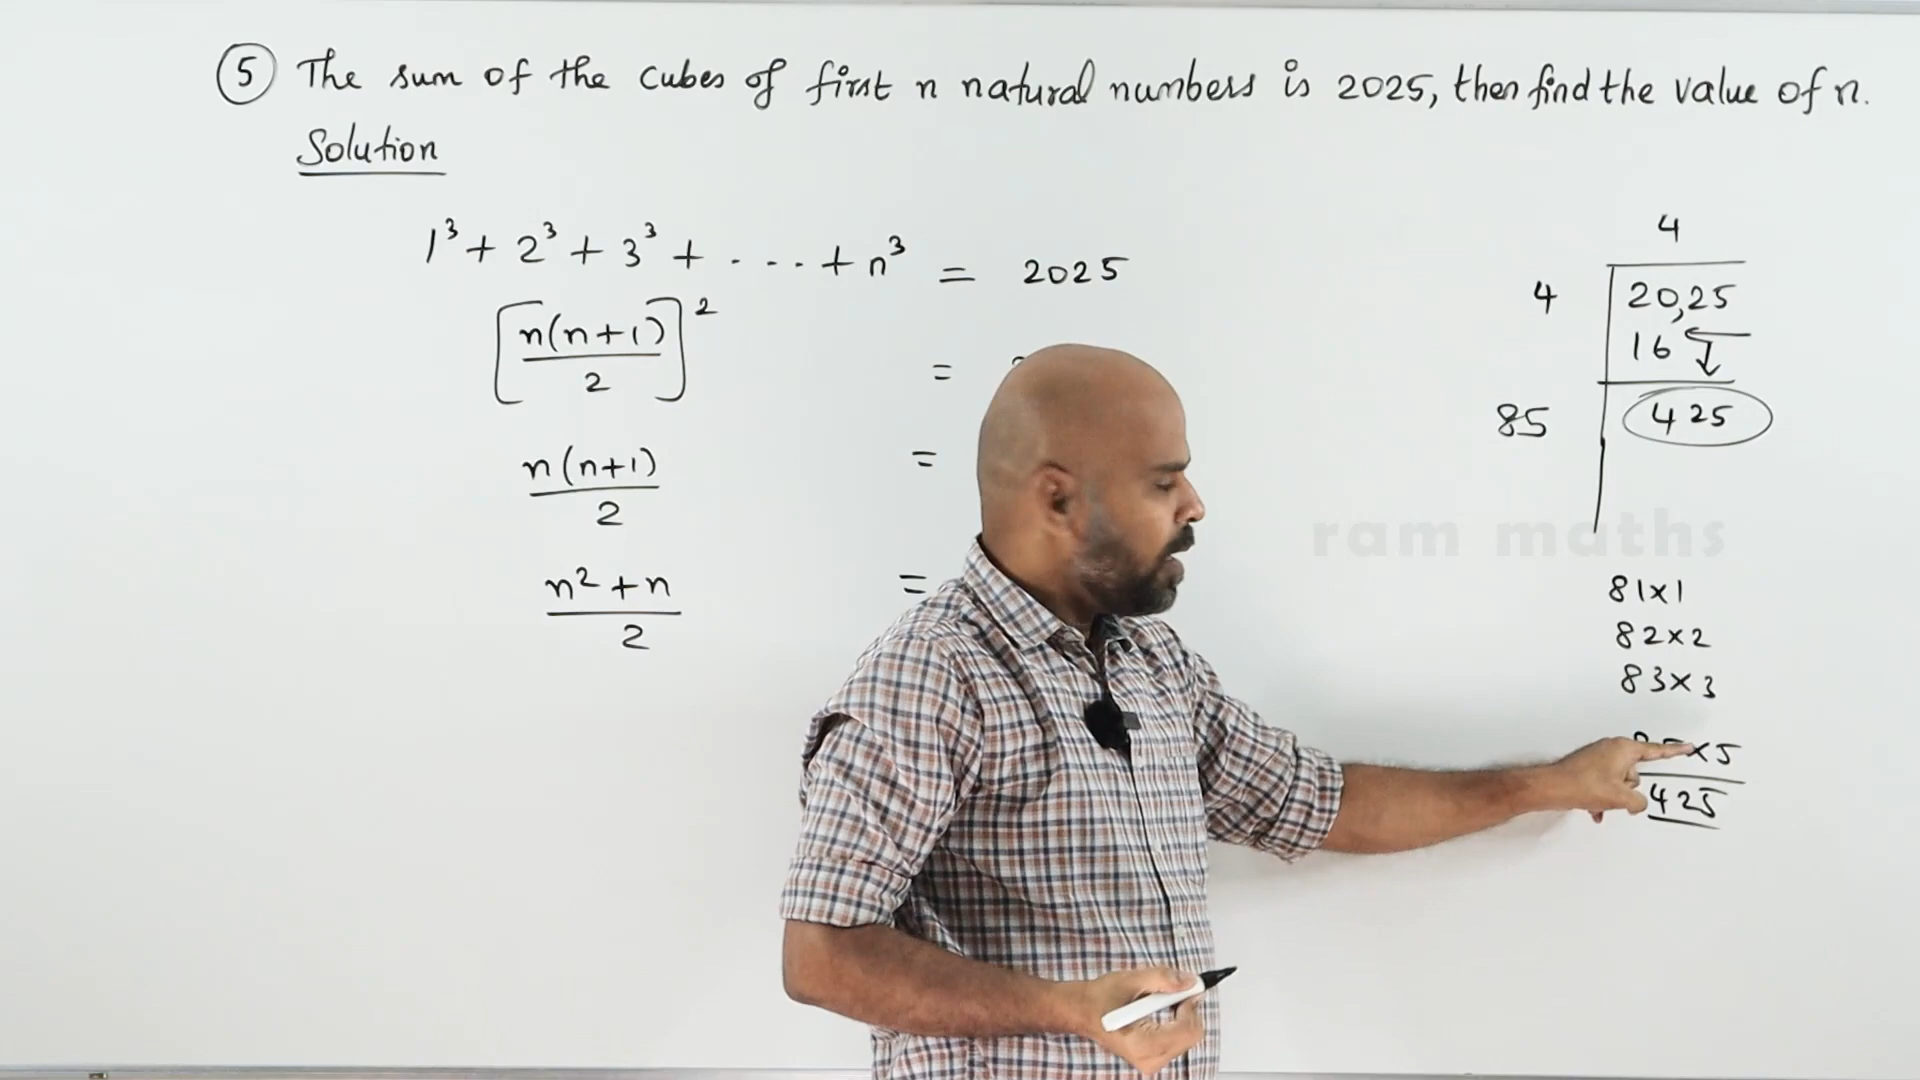 5 The sum of the cubes of first n natural numbers is 2025, then find the value of n.
Solution
1³ + 2³ + 3³ + . . . . + n³ = 2025
[n(n+1)/2]² =
n(n+1)/2 =
n² + n/2 =
4
4 20,25
16
85 425
ram maths
81×1
82×2
83×3
×5
425